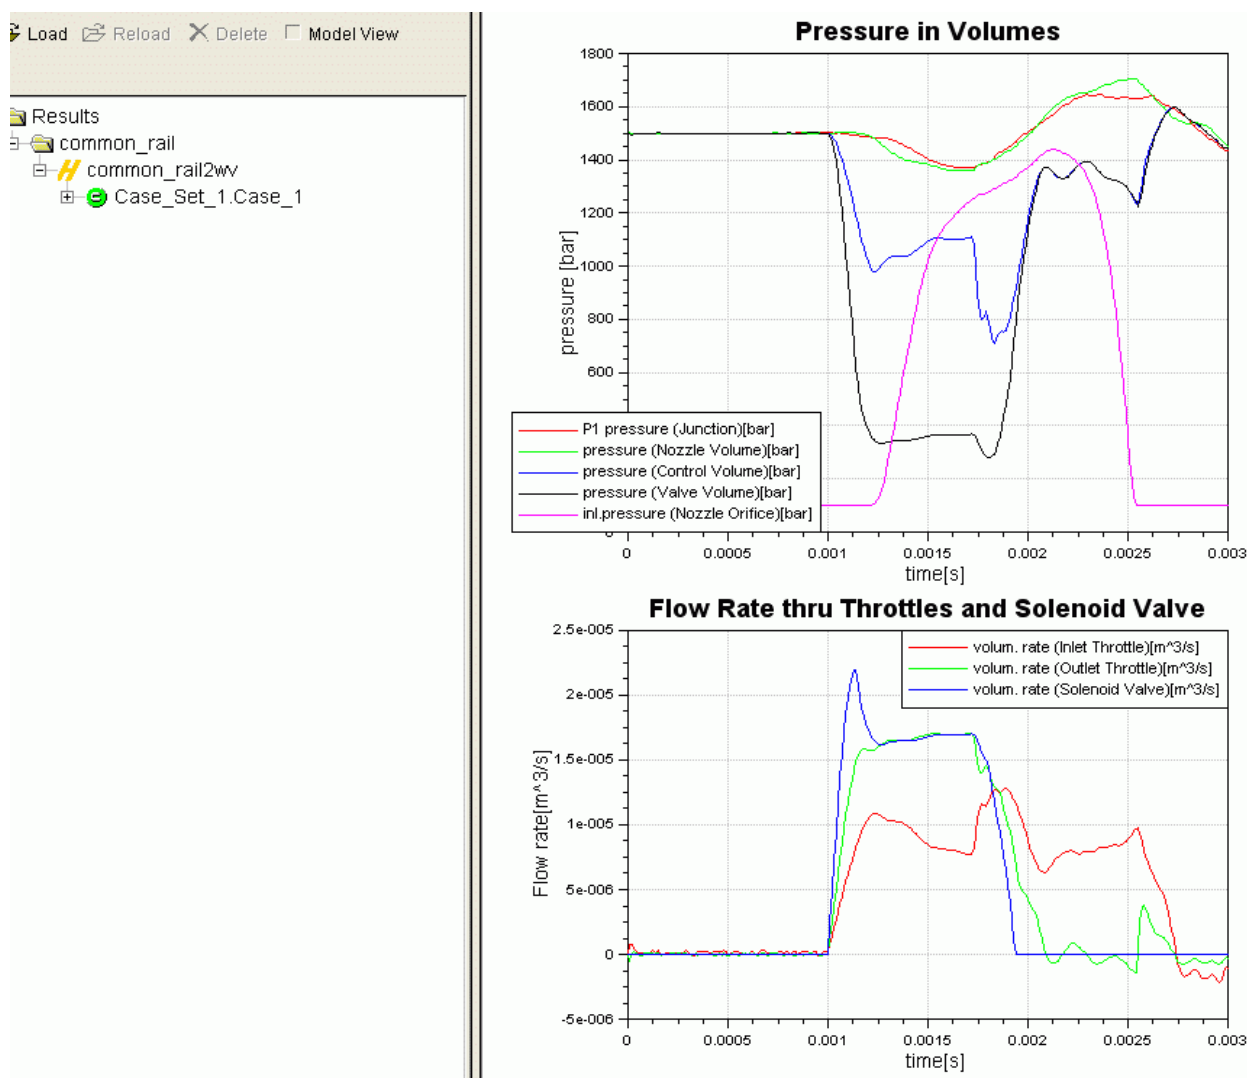 Load Reload Delete Model View
Results
common_rail
common_rail2wv
Case_Set_1.Case_1
Pressure in Volumes
1800
1600
1400
1200
1000
800
600
0
pressure [bar]
P1 pressure (Junction)[bar]
pressure (Nozzle Volume)[bar]
pressure (Control Volume)[bar]
pressure (Valve Volume)[bar]
inl.pressure (Nozzle Orifice)[bar]
0 0.0005 0.001 0.0015 0.002 0.0025 0.003
time[s]
Flow Rate thru Throttles and Solenoid Valve
2.5e-005
2e-005
1.5e-005
1e-005
5e-006
0
-5e-006
Flow rate[m^3/s]
volum. rate (Inlet Throttle)[m^3/s]
volum. rate (Outlet Throttle)[m^3/s]
volum. rate (Solenoid Valve)[m^3/s]
0 0.0005 0.001 0.0015 0.002 0.0025 0.003
time[s]